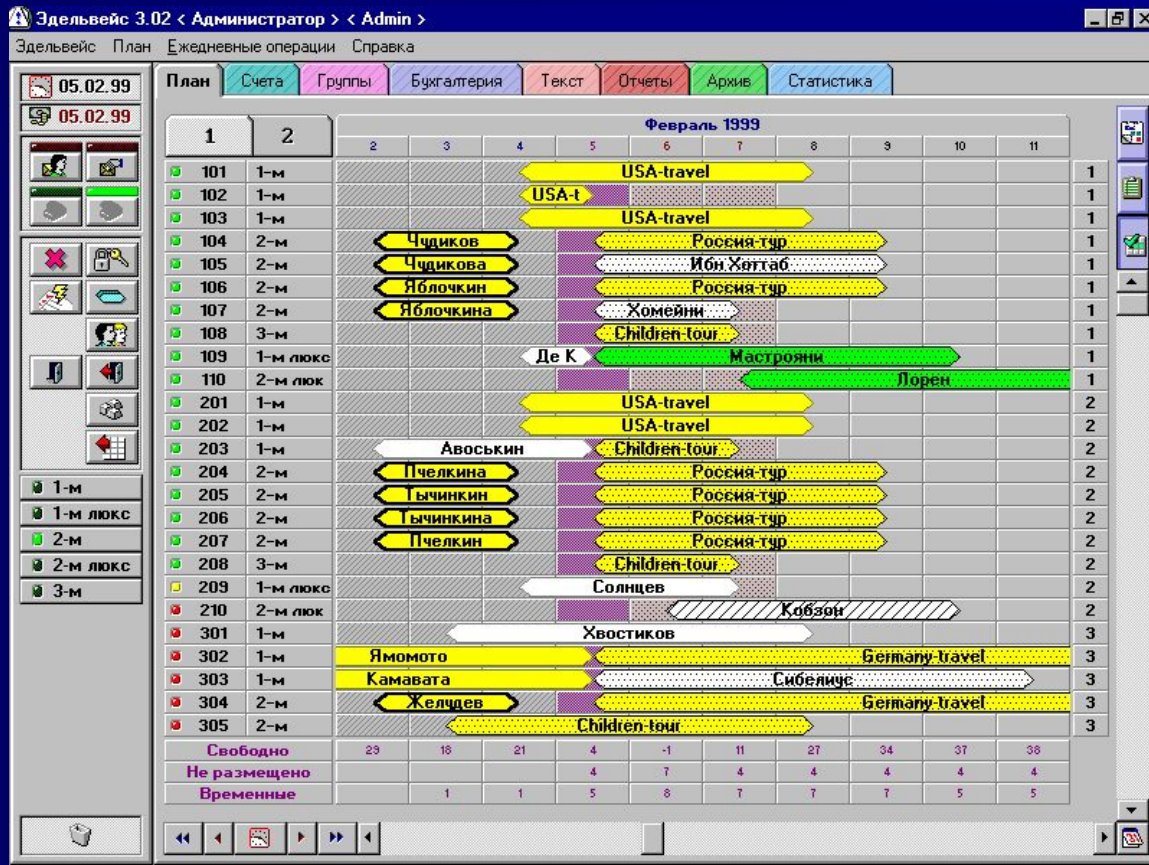 Эдельвейс 3.02 < Администратор > < Admin >
Эдельвейс План Ежедневные операции Справка
05.02.99
05.02.99
План Счета Группы Бухгалтерия Текст Отчеты Архив Статистика
1 2
Февраль 1999
2 3 4 5 6 7 8 9 10 11
101 1-м USA-travel 1
102 1-м USA-t 1
103 1-м USA-travel 1
104 2-м Чудиков Россия-тур 1
105 2-м Чудикова Ибн Хоттаб 1
106 2-м Яблочкин Россия-тур 1
107 2-м Яблочкина Хомейни 1
108 3-м Children-tour 1
109 1-м люкс Де К Мастрояни 1
110 2-м люк Лорен 1
201 1-м USA-travel 2
202 1-м USA-travel 2
203 1-м Авоськин Children-tour 2
204 2-м Пчелкина Россия-тур 2
205 2-м Тычинкин Россия-тур 2
206 2-м Тычинкина Россия-тур 2
207 2-м Пчелкин Россия-тур 2
208 3-м Children-tour 2
209 1-м люкс Солнцев 2
210 2-м люк Кобзон 2
301 1-м Хвостиков 3
302 1-м Ямомото Germany-travel 3
303 1-м Камавата Сибелиус 3
304 2-м Желудев Germany-travel 3
305 2-м Children-tour 3
Свободно 29 18 21 4 -1 11 27 34 37 38
Не размещено 4 7 4 4 4 4 4
Временные 1 1 5 8 7 7 7 5 5
1-м
1-м люкс
2-м
2-м люкс
3-м